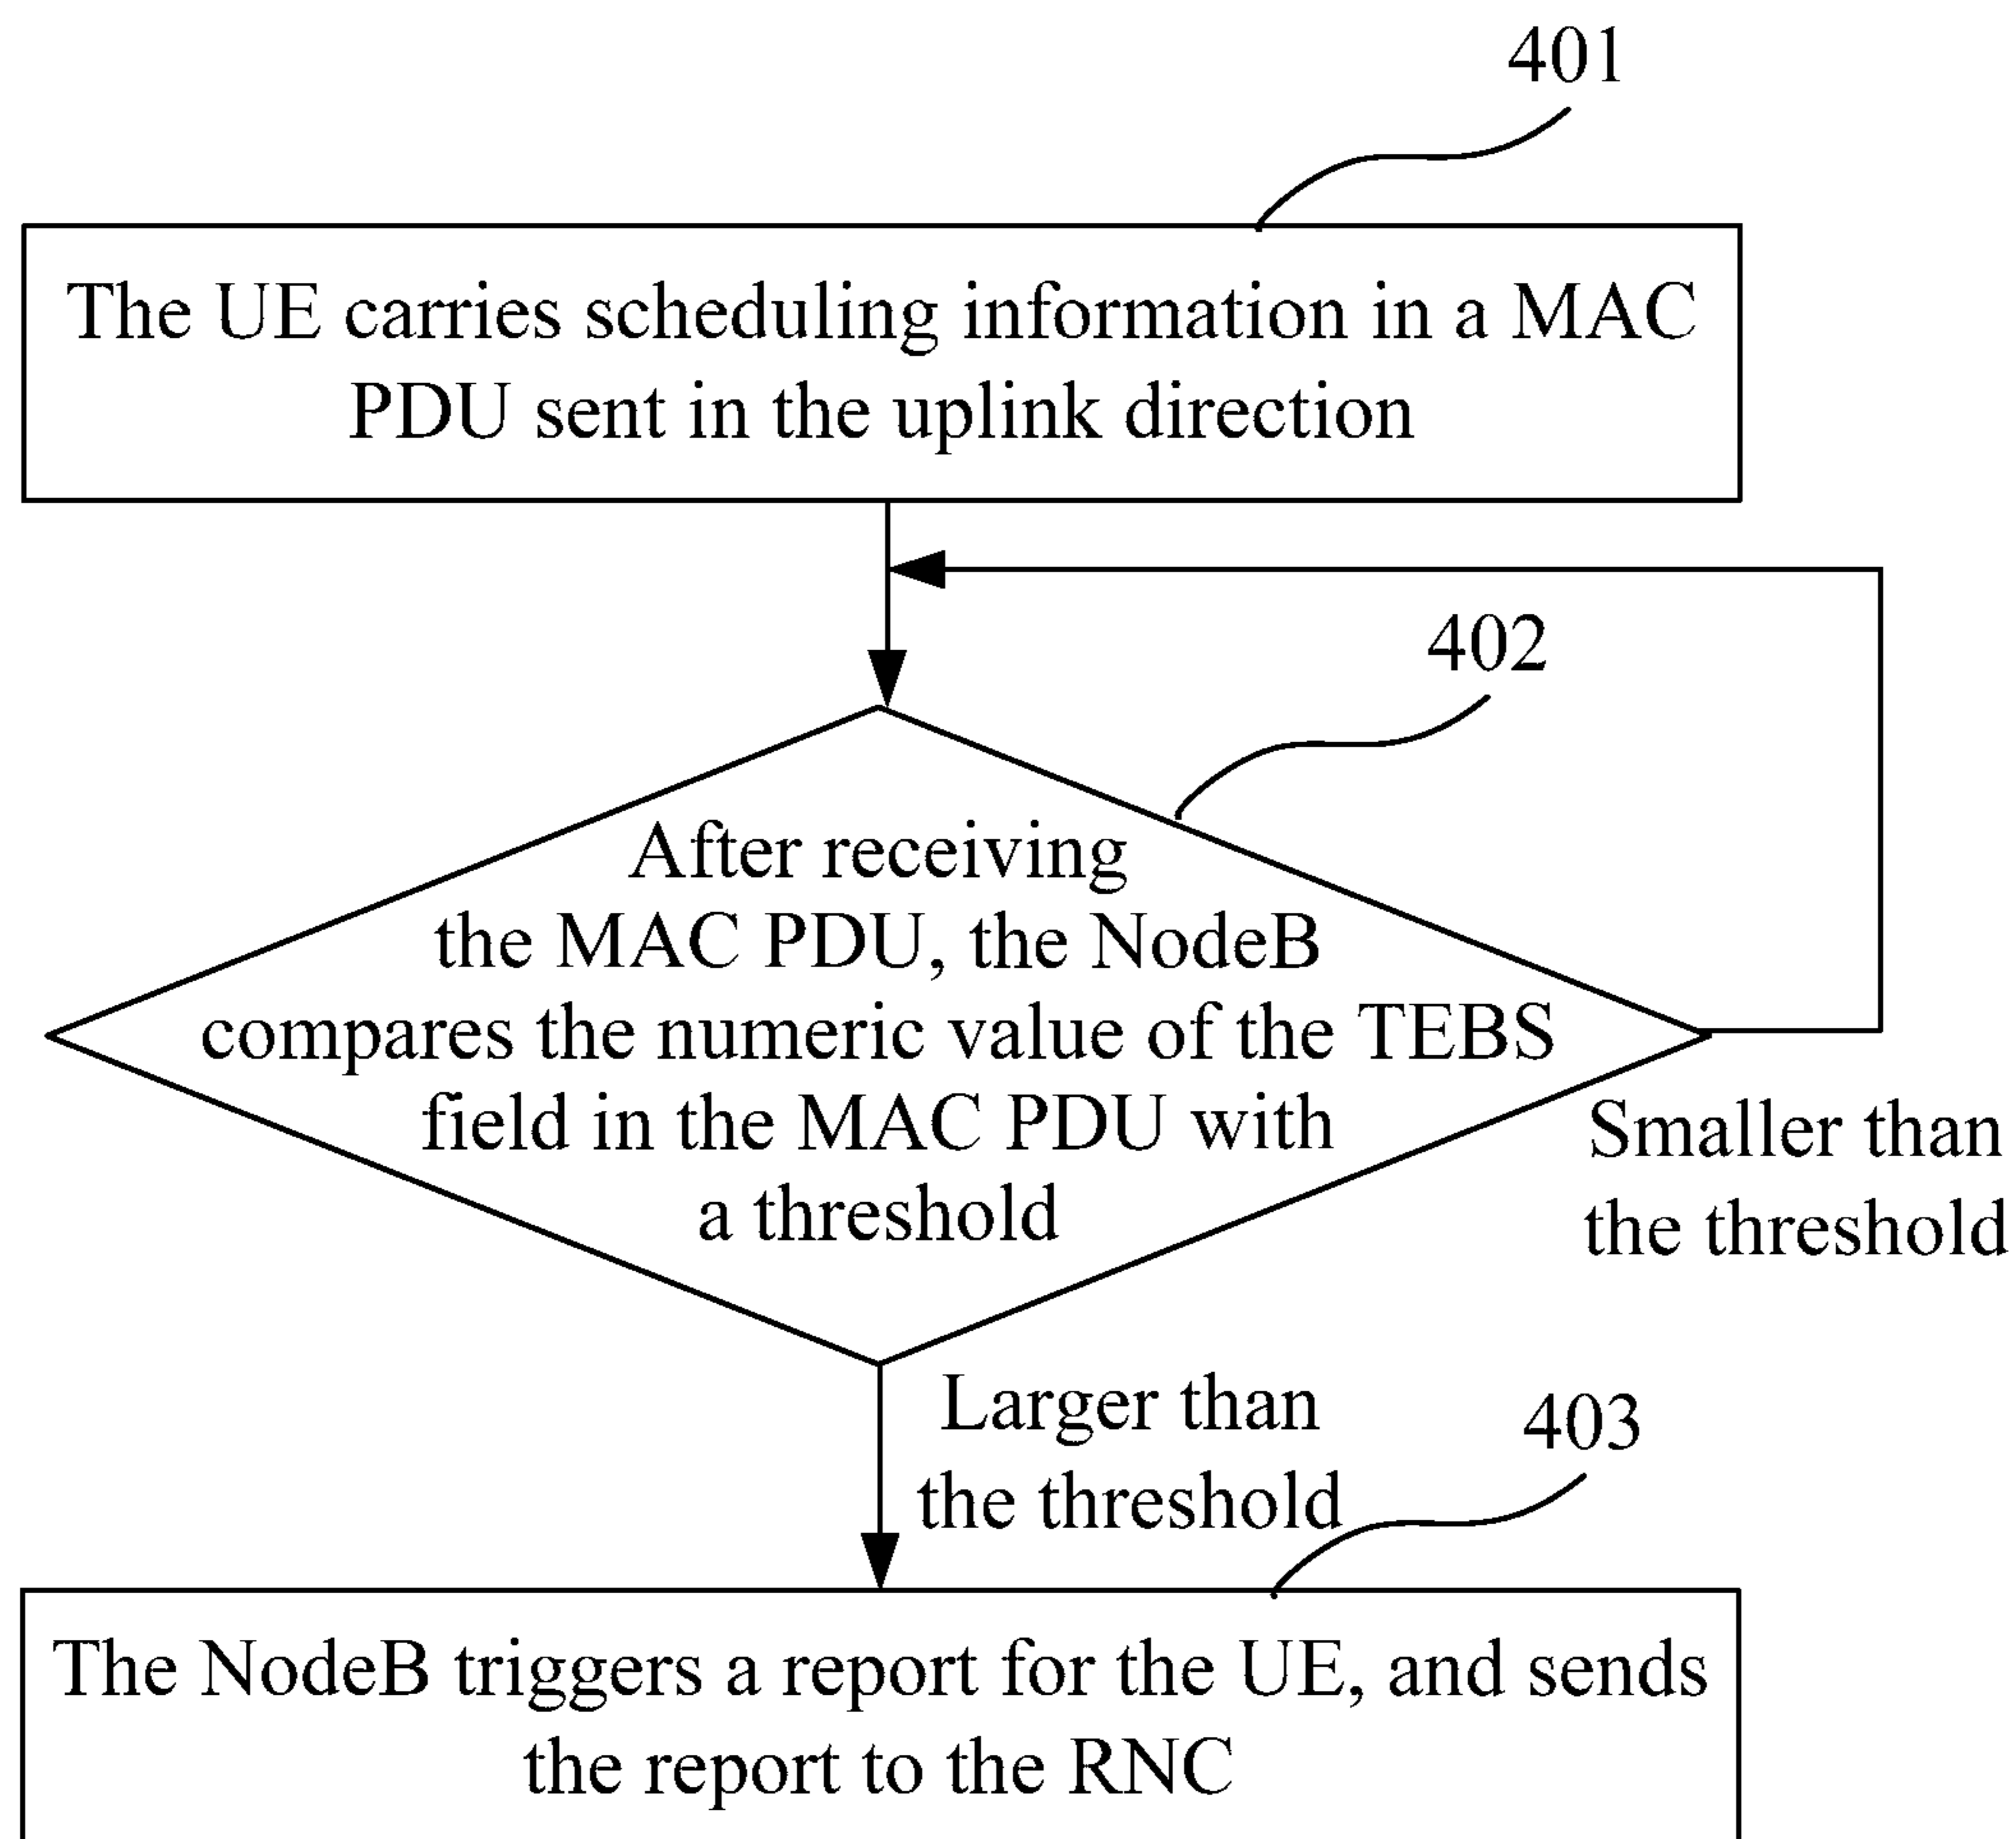 401
The UE carries scheduling information in a MAC
PDU sent in the uplink direction
402
After receiving
the MAC PDU, the NodeB
compares the numeric value of the TEBS
field in the MAC PDU with
a threshold
Smaller than
the threshold
Larger than
the threshold
403
The NodeB triggers a report for the UE, and sends
the report to the RNC